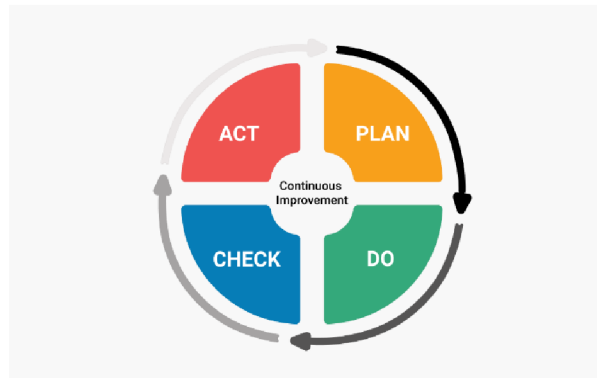 ACT
PLAN
Continuous
Improvement
CHECK
DO